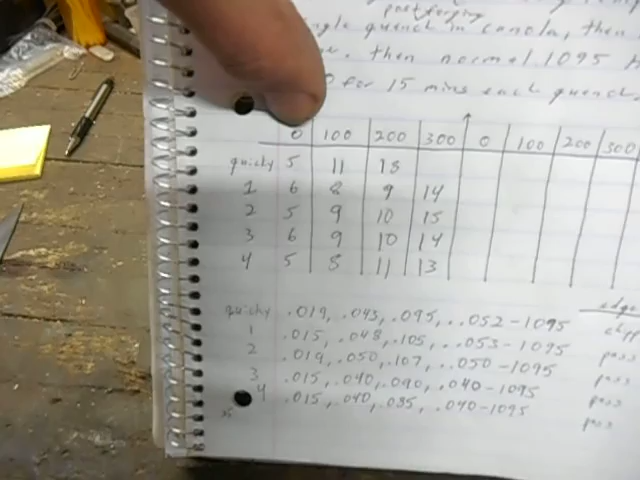 post forging
single quench in canola, then
then normal 1095
for 15 mins each quench.
0 100 200 300 0 100 200 300
quicky 5 11 18
1 6 8 9 14
2 5 9 10 15
3 6 9 10 14
4 5 8 11 13
edge
quicky .019, .043, .095, ..052-1095
1 .015, .048, .105, ..053-1095 pass
2 .019, .050, .107, ..050-1095 pass
3 .015, .040, .090, .040-1095 pass
4 .015, .040, .035, .040-1095 pass